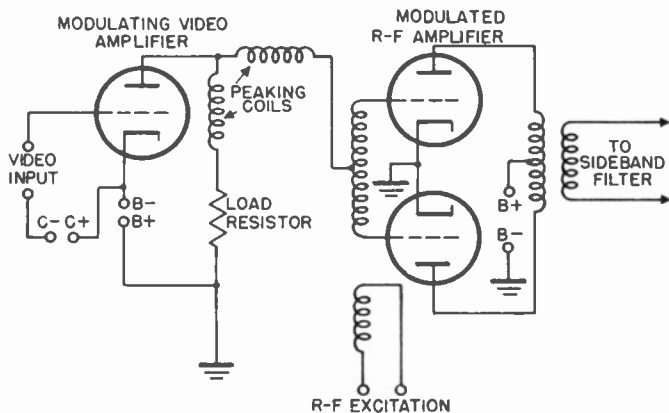 MODULATING VIDEO
AMPLIFIER
MODULATED
R-F AMPLIFIER
PEAKING
COILS
VIDEO
INPUT
C- C+
B-
B+
LOAD
RESISTOR
B+
B-
TO
SIDEBAND
FILTER
R-F EXCITATION